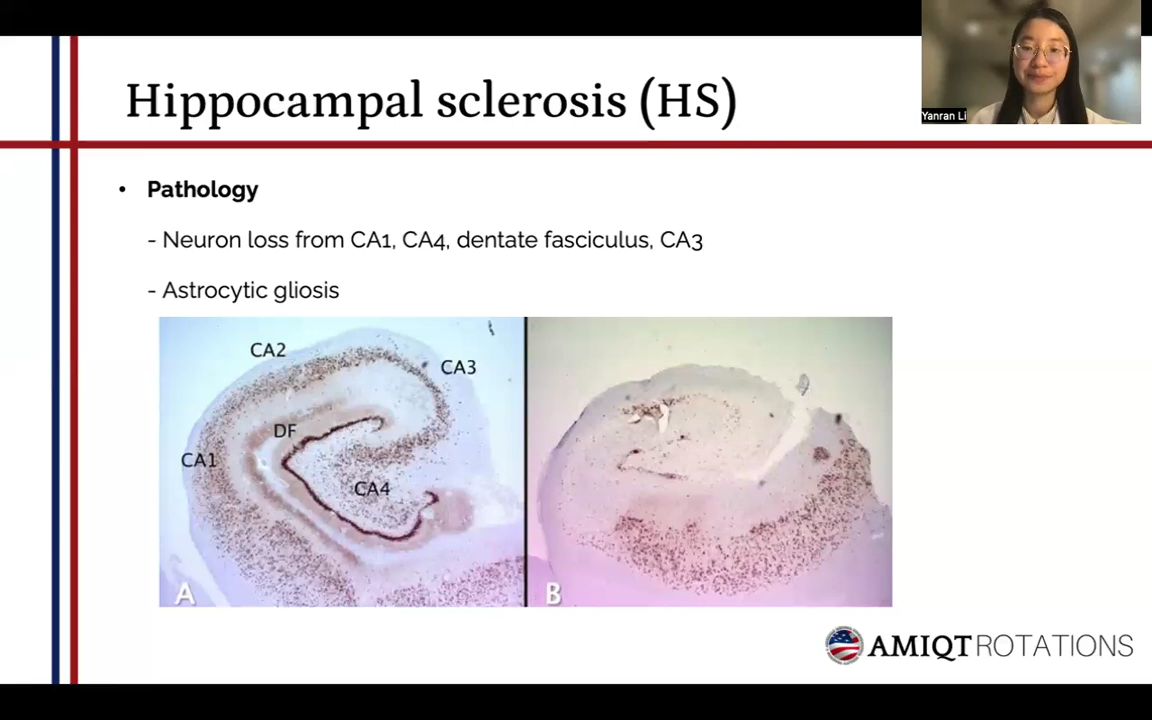 Hippocampal sclerosis (HS)
Yanran Li
• Pathology
- Neuron loss from CA1, CA4, dentate fasciculus, CA3
- Astrocytic gliosis
CA2
CA3
DF
CA1
CA4
A
B
AMIQT ROTATIONS